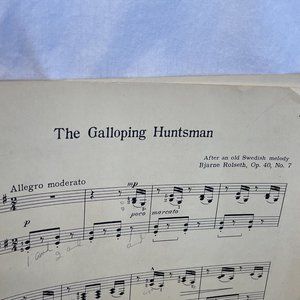 The Galloping Huntsman
After an old Swedish melody
Bjarne Rolseth, Op. 40, No. 7
Allegro moderato
mp
p
poco marcato